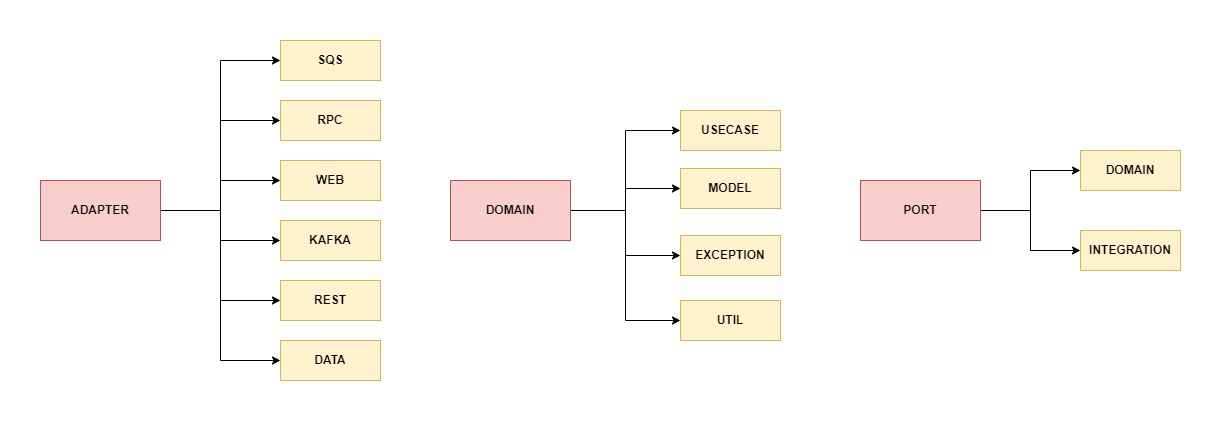 ADAPTER
SQS
RPC
WEB
KAFKA
REST
DATA
DOMAIN
USECASE
MODEL
EXCEPTION
UTIL
PORT
DOMAIN
INTEGRATION